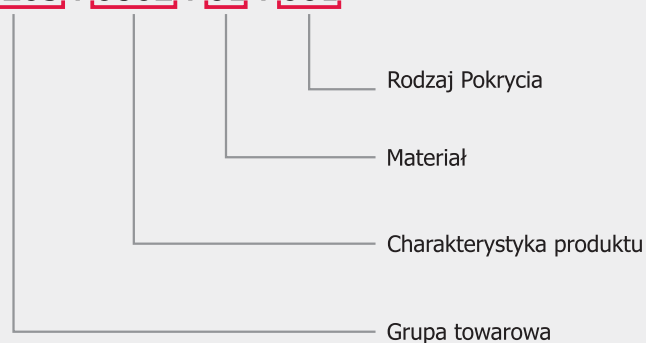 Rodzaj Pokrycia
Materiał
Charakterystyka produktu
Grupa towarowa